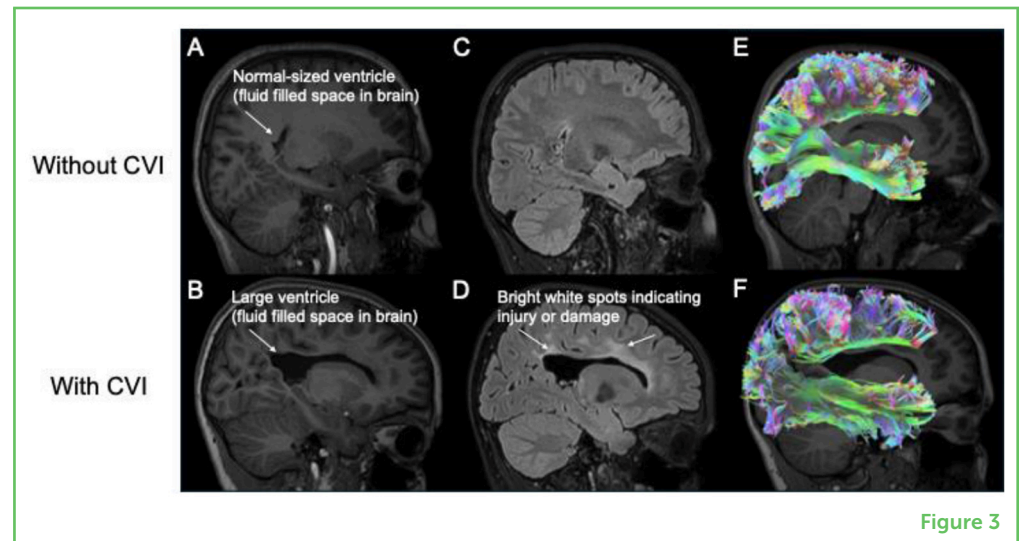 A
C
E
Normal-sized ventricle
(fluid filled space in brain)
Without CVI
B
D
F
Large ventricle
(fluid filled space in brain)
Bright white spots indicating
injury or damage
With CVI
Figure 3